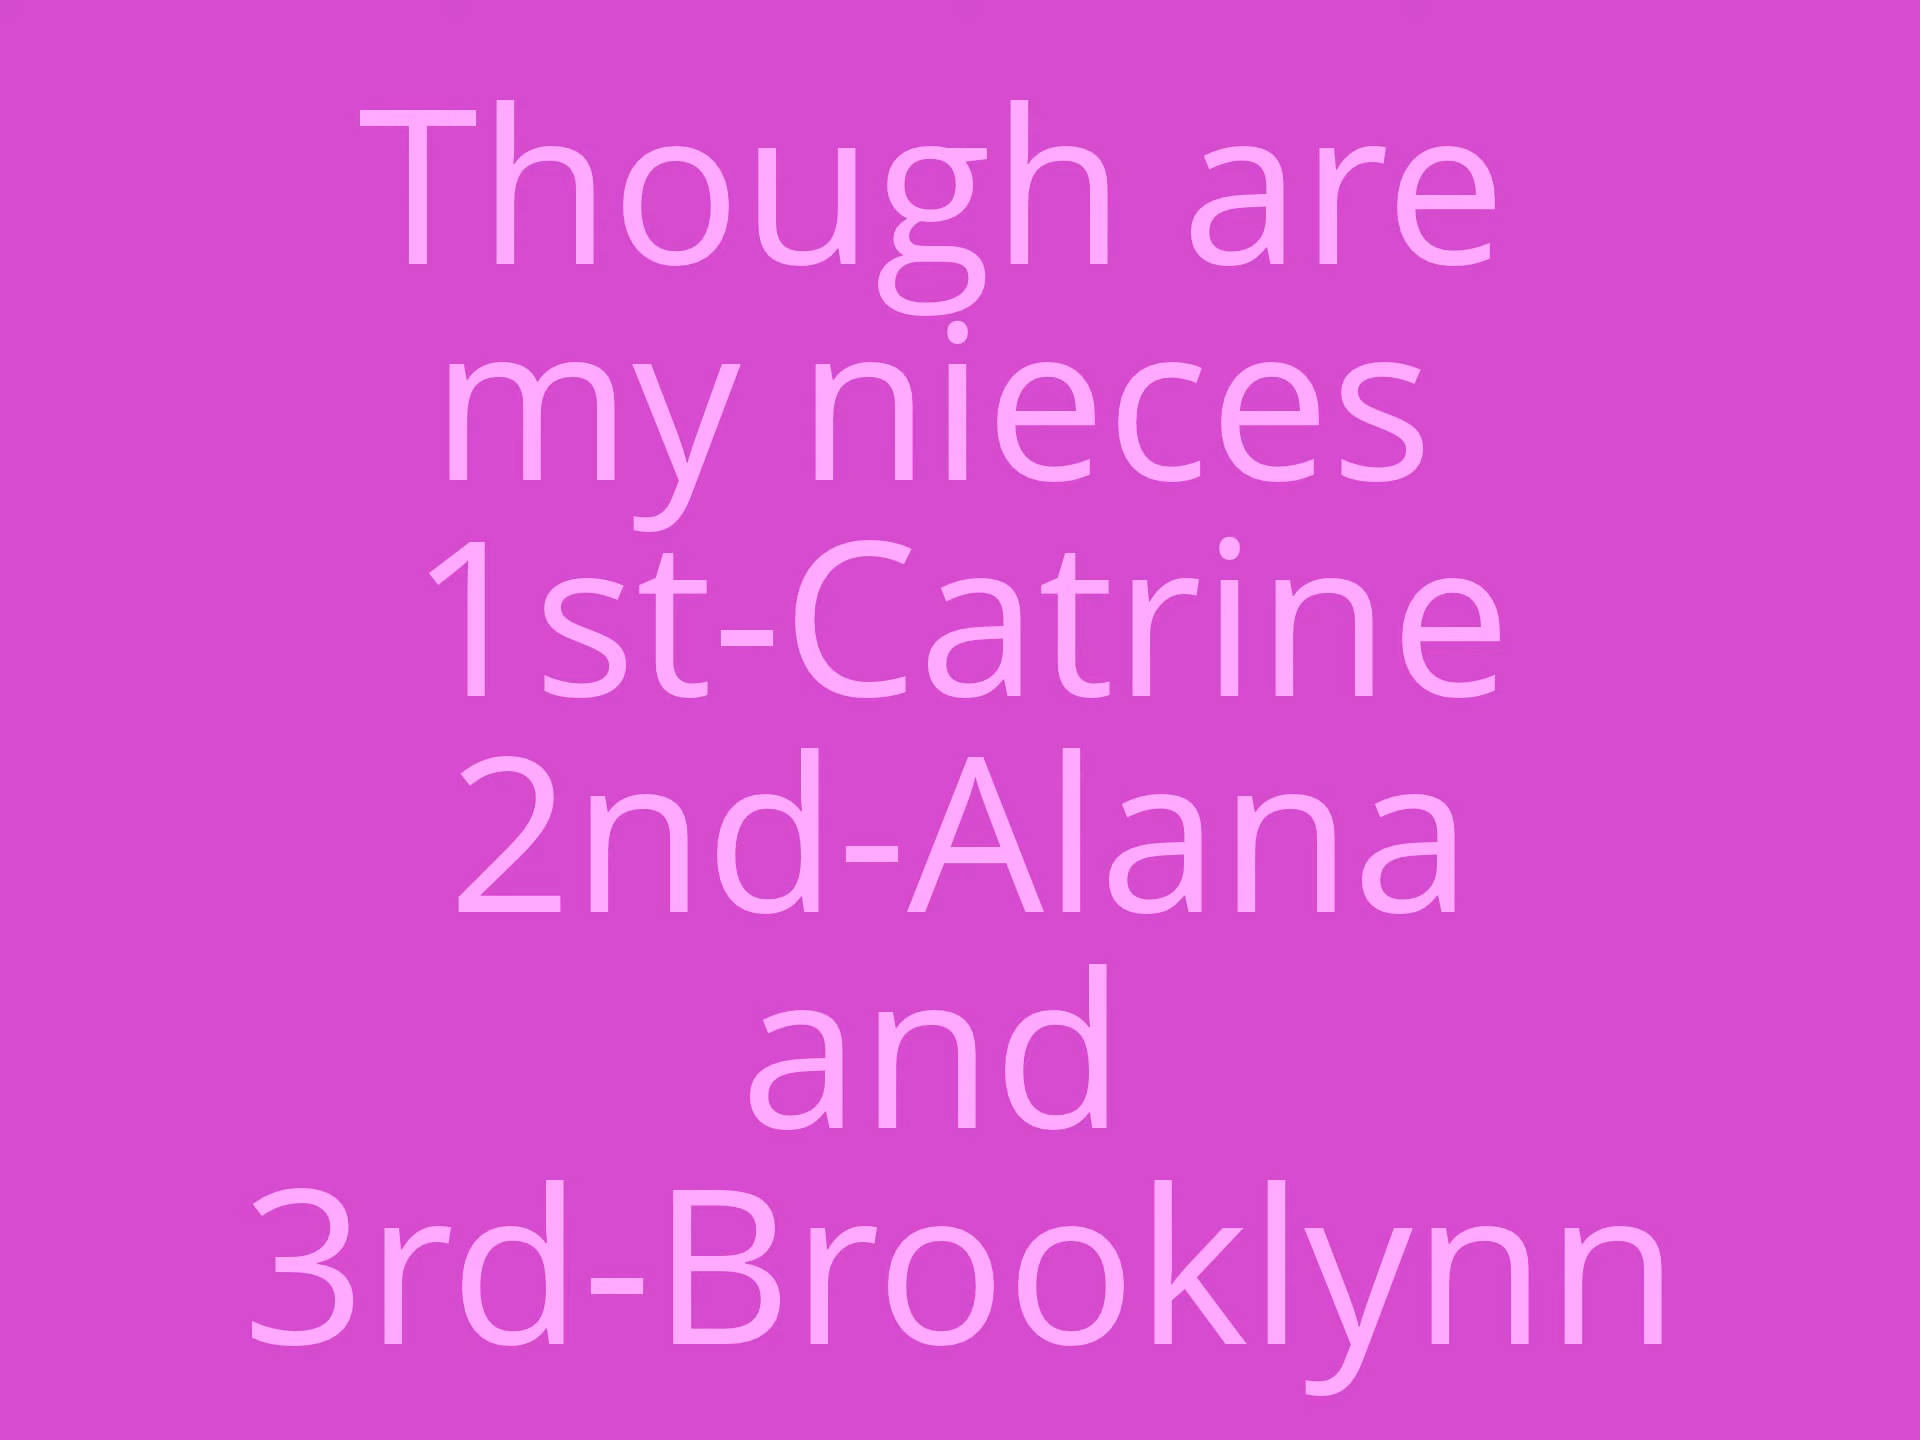 Though are
my nieces
1st-Catrine
2nd-Alana
and
3rd-Brooklynn